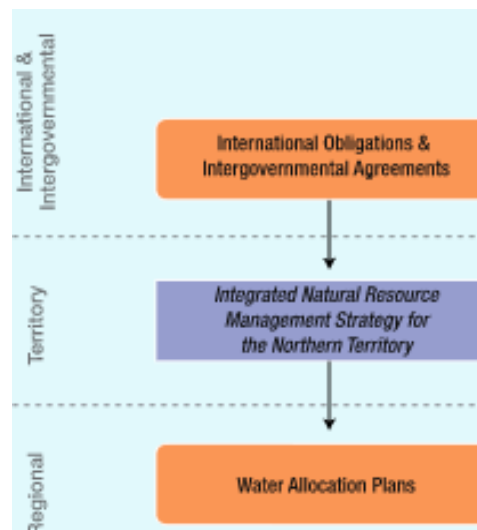 International &
Intergovernmental
International Obligations &
Intergovernmental Agreements
Territory
Integrated Natural Resource
Management Strategy for
the Northern Territory
Regional
Water Allocation Plans